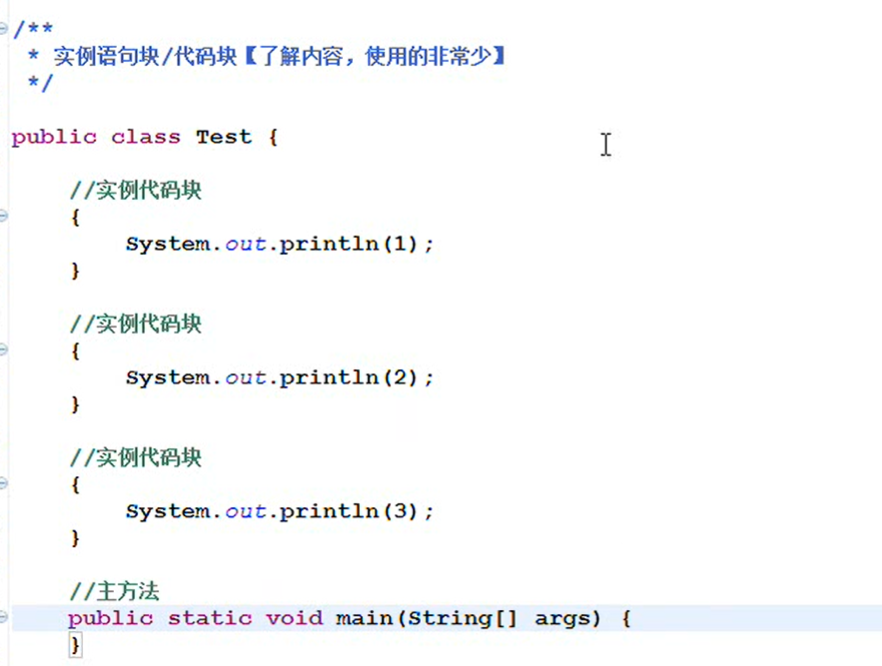 /**
 * 实例语句块/代码块【了解内容，使用的非常少】
 */
public class Test {
//实例代码块
{
System.out.println(1);
}
//实例代码块
{
System.out.println(2);
}
//实例代码块
{
System.out.println(3);
}
//主方法
public static void main(String[] args) {
}